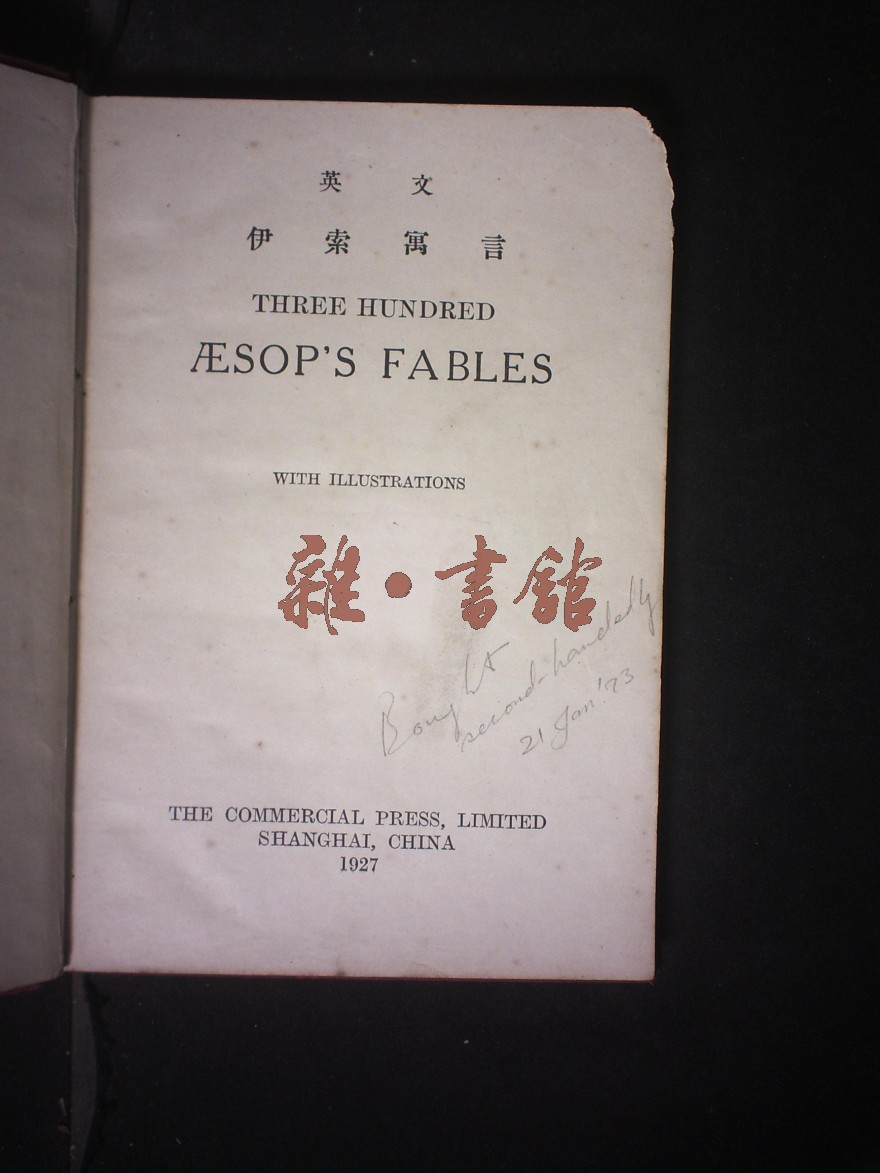 英文
伊索寓言
THREE HUNDRED
ÆSOP'S FABLES
WITH ILLUSTRATIONS
雜·書館
Bought
second-handedly
21 Jan. '23
THE COMMERCIAL PRESS, LIMITED
SHANGHAI, CHINA
1927